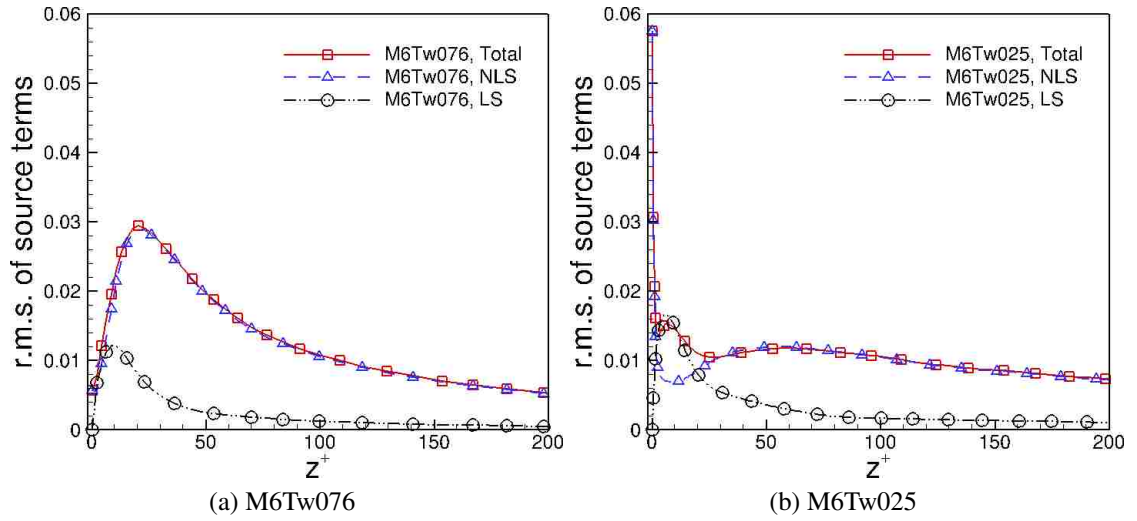 0.06
0.05
0.04
0.03
0.02
0.01
0
r.m.s. of source terms
M6Tw076, Total
M6Tw076, NLS
M6Tw076, LS
0
50
100
150
200
z+
(a) M6Tw076
0.06
0.05
0.04
0.03
0.02
0.01
0
r.m.s. of source terms
M6Tw025, Total
M6Tw025, NLS
M6Tw025, LS
0
50
100
150
200
z+
(b) M6Tw025